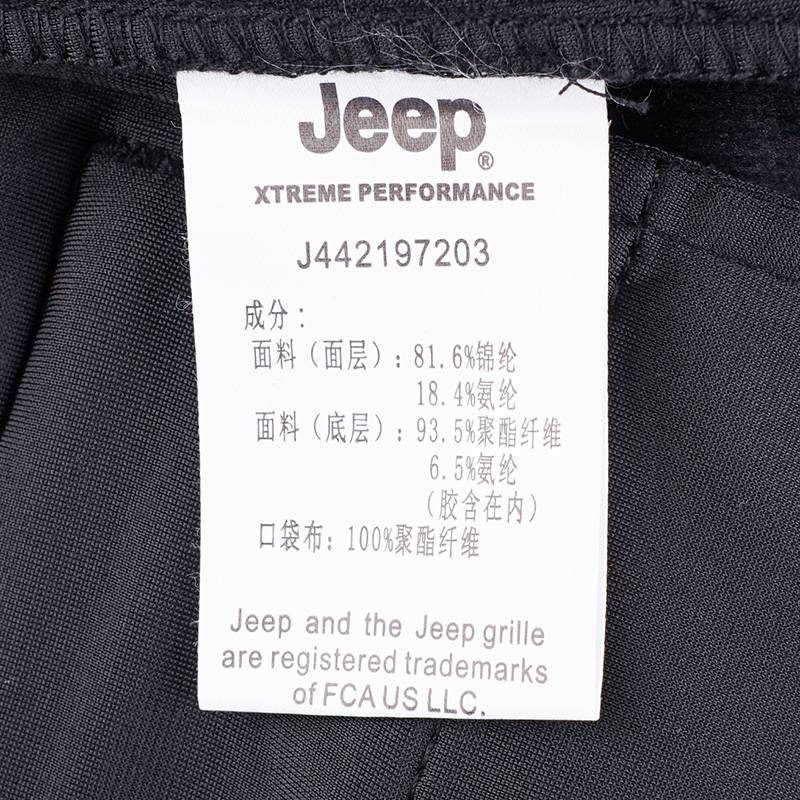 Jeep®
XTREME PERFORMANCE
J442197203
成分：
面料（面层）：81.6%锦纶
18.4%氨纶
面料（底层）：93.5%聚酯纤维
6.5%氨纶
（胶含在内）
口袋布：100%聚酯纤维
Jeep and the Jeep grille
are registered trademarks
of FCA US LLC.